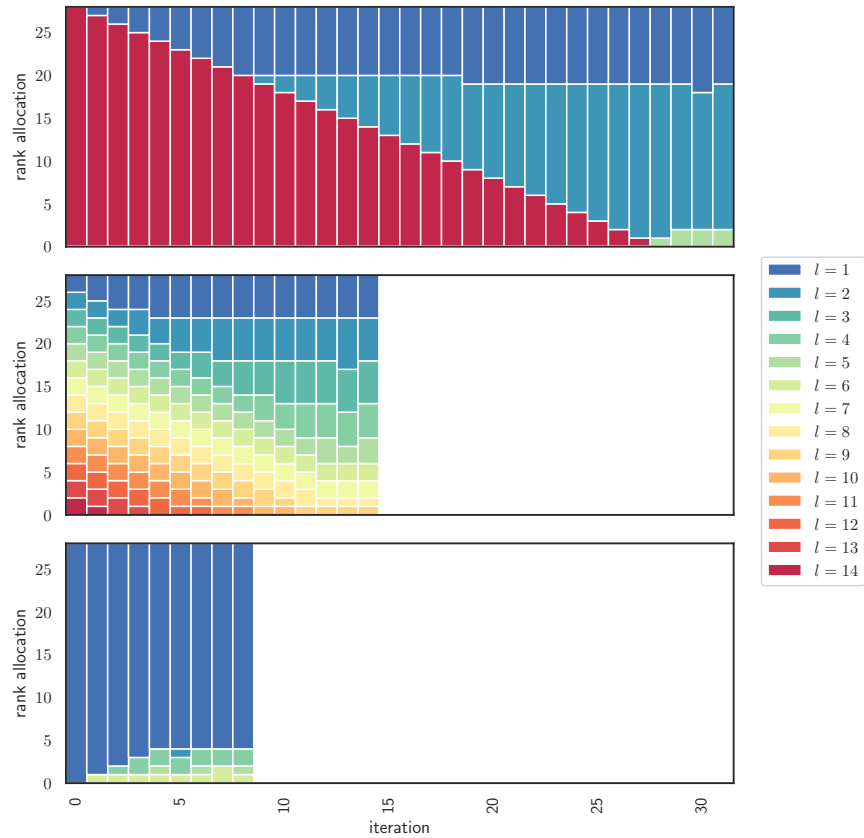 25
20
15
10
5
0
rank allocation
25
20
15
10
5
0
rank allocation
l = 1
l = 2
l = 3
l = 4
l = 5
l = 6
l = 7
l = 8
l = 9
l = 10
l = 11
l = 12
l = 13
l = 14
25
20
15
10
5
0
rank allocation
0 5 10 15 20 25 30
iteration